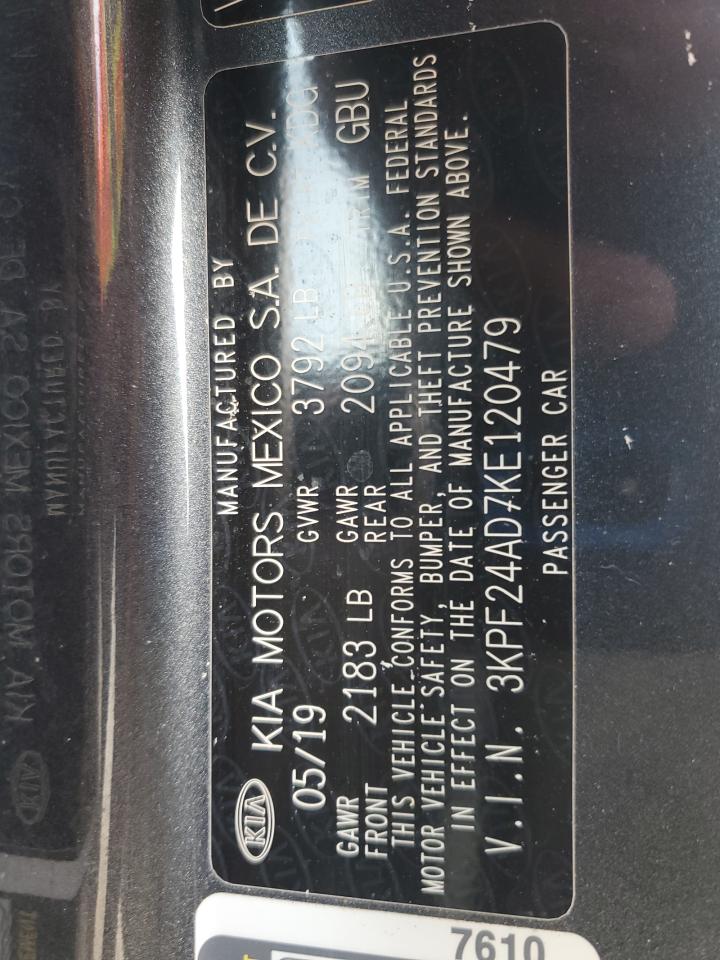 MANUFACTURED BY
KIA KIA MOTORS MEXICO S.A. DE C.V.
05/19 GVWR 3792 LB
GAWR FRONT 2183 LB GAWR REAR 2094 TRIM GBU
THIS VEHICLE CONFORMS TO ALL APPLICABLE U.S.A. FEDERAL
MOTOR VEHICLE SAFETY, BUMPER, AND THEFT PREVENTION STANDARDS
IN EFFECT ON THE DATE OF MANUFACTURE SHOWN ABOVE.
V.I.N. 3KPF24AD7KE120479
PASSENGER CAR
7610